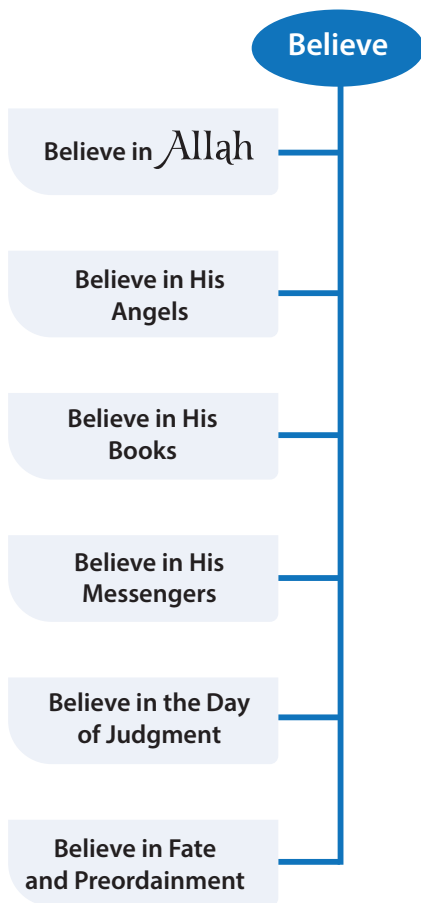 Believe
Believe in Allah
Believe in His
Angels
Believe in His
Books
Believe in His
Messengers
Believe in the Day
of Judgment
Believe in Fate
and Preordainment